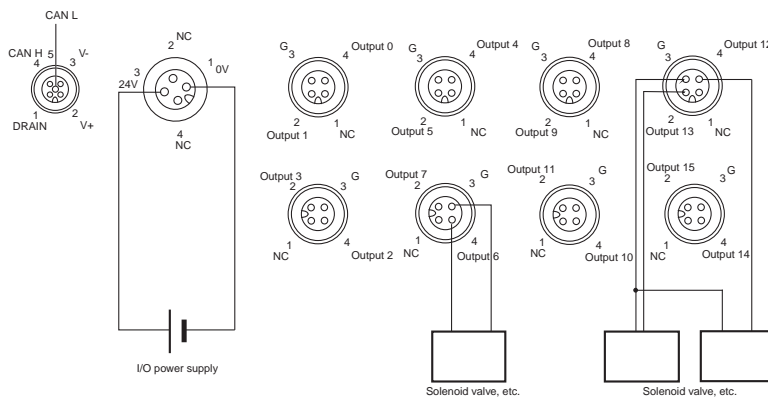 CAN L
CAN H
5
V-
4
3
1
2
DRAIN
V+
NC
2
3
1
0V
24V
4
NC
G
3
4
Output 0
2
1
Output 1
NC
G
3
4
Output 4
2
1
Output 5
NC
G
3
4
Output 8
2
1
Output 9
NC
G
3
4
Output 12
2
1
Output 13
NC
Output 3
2
3
G
1
4
NC
Output 2
Output 7
2
3
G
1
4
NC
Output 6
Output 11
2
3
G
1
4
NC
Output 10
Output 15
2
3
G
1
4
NC
Output 14
I/O power supply
Solenoid valve, etc.
Solenoid valve, etc.